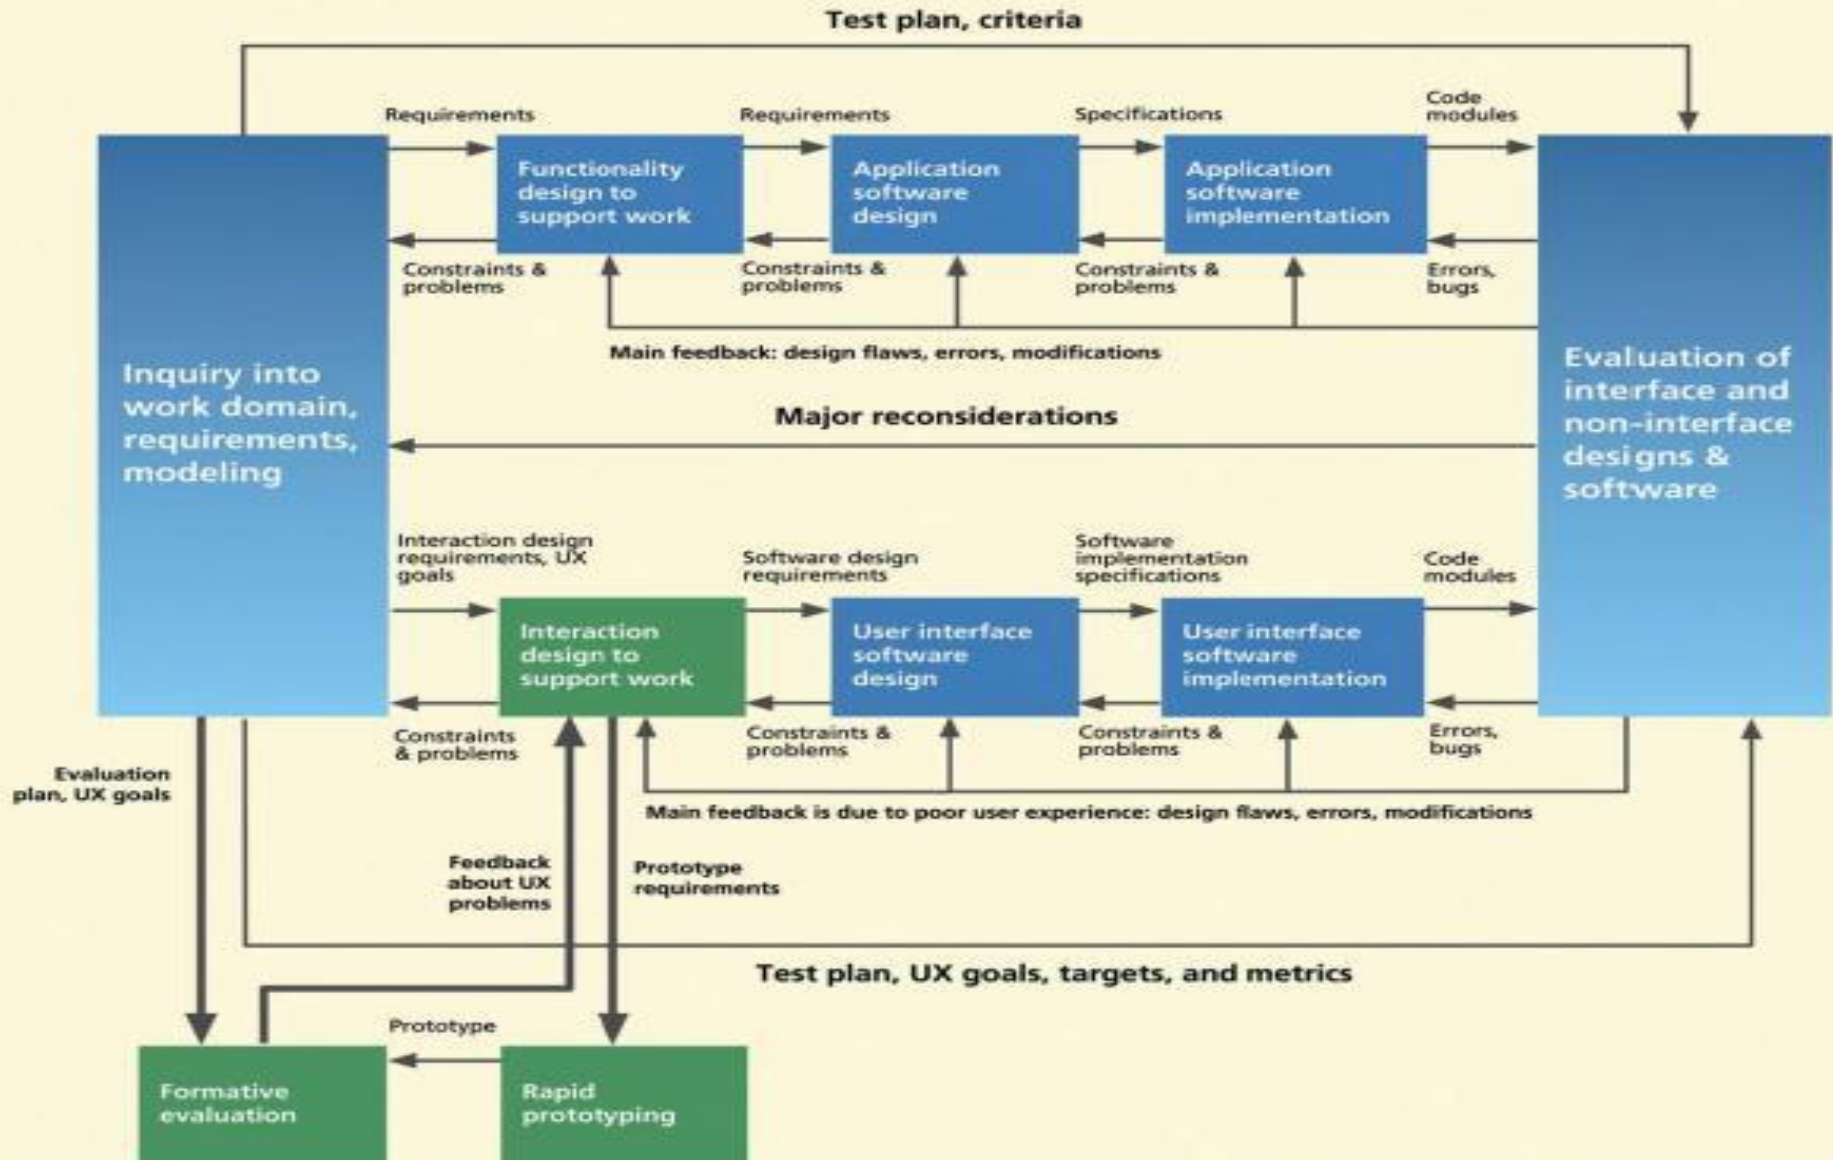 Test plan, criteria
Requirements
Requirements
Specifications
Code
modules
Functionality
design to
support work
Application
software
design
Application
software
implementation
Constraints &
problems
Constraints &
problems
Constraints &
problems
Errors,
bugs
Main feedback: design flaws, errors, modifications
Inquiry into
work domain,
requirements,
modeling
Major reconsiderations
Evaluation of
interface and
non-interface
designs &
software
Interaction design
requirements, UX
goals
Software design
requirements
Software
implementation
specifications
Code
modules
Interaction
design to
support work
User interface
software
design
User interface
software
implementation
Constraints
& problems
Constraints &
problems
Constraints &
problems
Errors,
bugs
Evaluation
plan, UX goals
Main feedback is due to poor user experience: design flaws, errors, modifications
Feedback
about UX
problems
Prototype
requirements
Test plan, UX goals, targets, and metrics
Prototype
Formative
evaluation
Rapid
prototyping